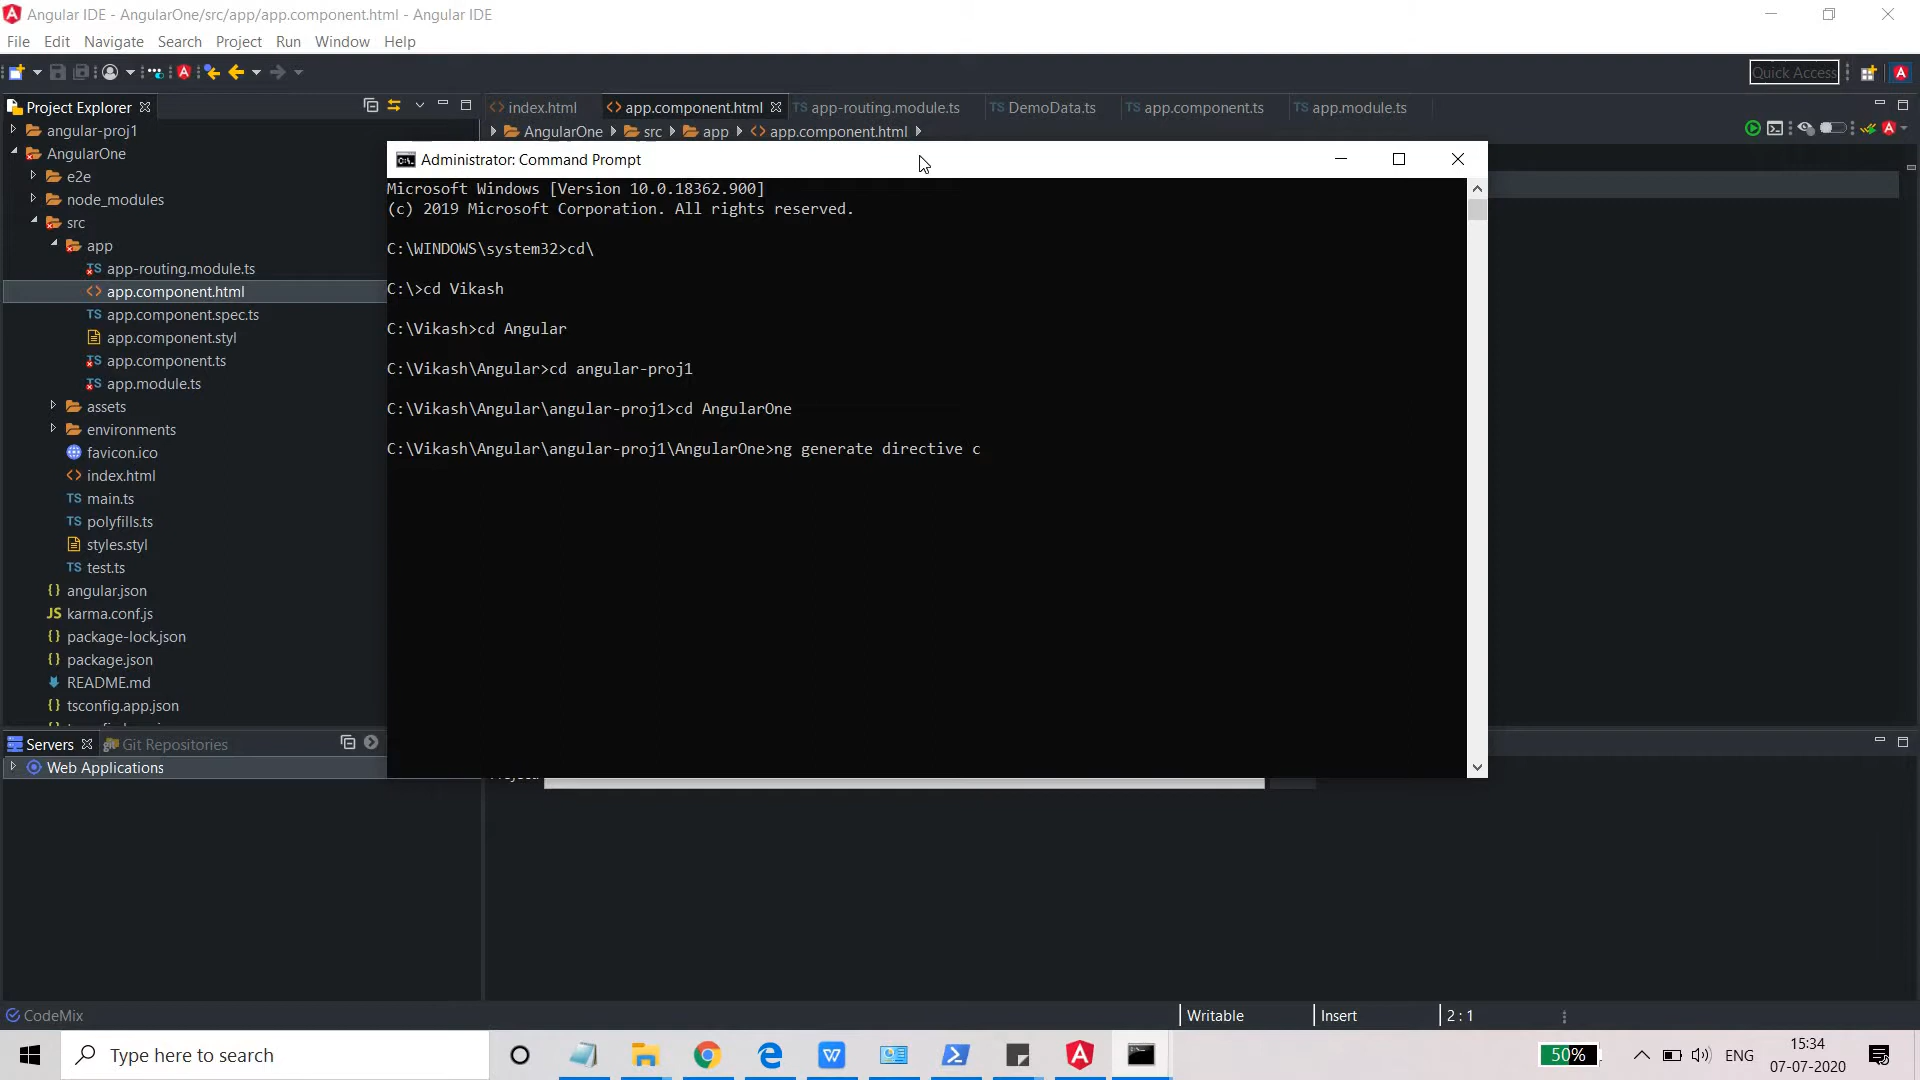 Angular IDE - AngularOne/src/app/app.component.html - Angular IDE
File Edit Navigate Search Project Run Window Help
Quick Access
Project Explorer
index.html app.component.html app-routing.module.ts DemoData.ts app.component.ts app.module.ts
AngularOne src app app.component.html
angular-proj1
AngularOne
e2e
node_modules
src
app
app-routing.module.ts
app.component.html
app.component.spec.ts
app.component.styl
app.component.ts
app.module.ts
assets
environments
favicon.ico
index.html
main.ts
polyfills.ts
styles.styl
test.ts
angular.json
karma.conf.js
package-lock.json
package.json
README.md
tsconfig.app.json
Administrator: Command Prompt
Microsoft Windows [Version 10.0.18362.900]
(c) 2019 Microsoft Corporation. All rights reserved.
C:\WINDOWS\system32>cd\
C:\>cd Vikash
C:\Vikash>cd Angular
C:\Vikash\Angular>cd angular-proj1
C:\Vikash\Angular\angular-proj1>cd AngularOne
C:\Vikash\Angular\angular-proj1\AngularOne>ng generate directive c
Servers Git Repositories
Web Applications
CodeMix
Writable Insert 2 : 1
Type here to search
50%
ENG
15:34
07-07-2020